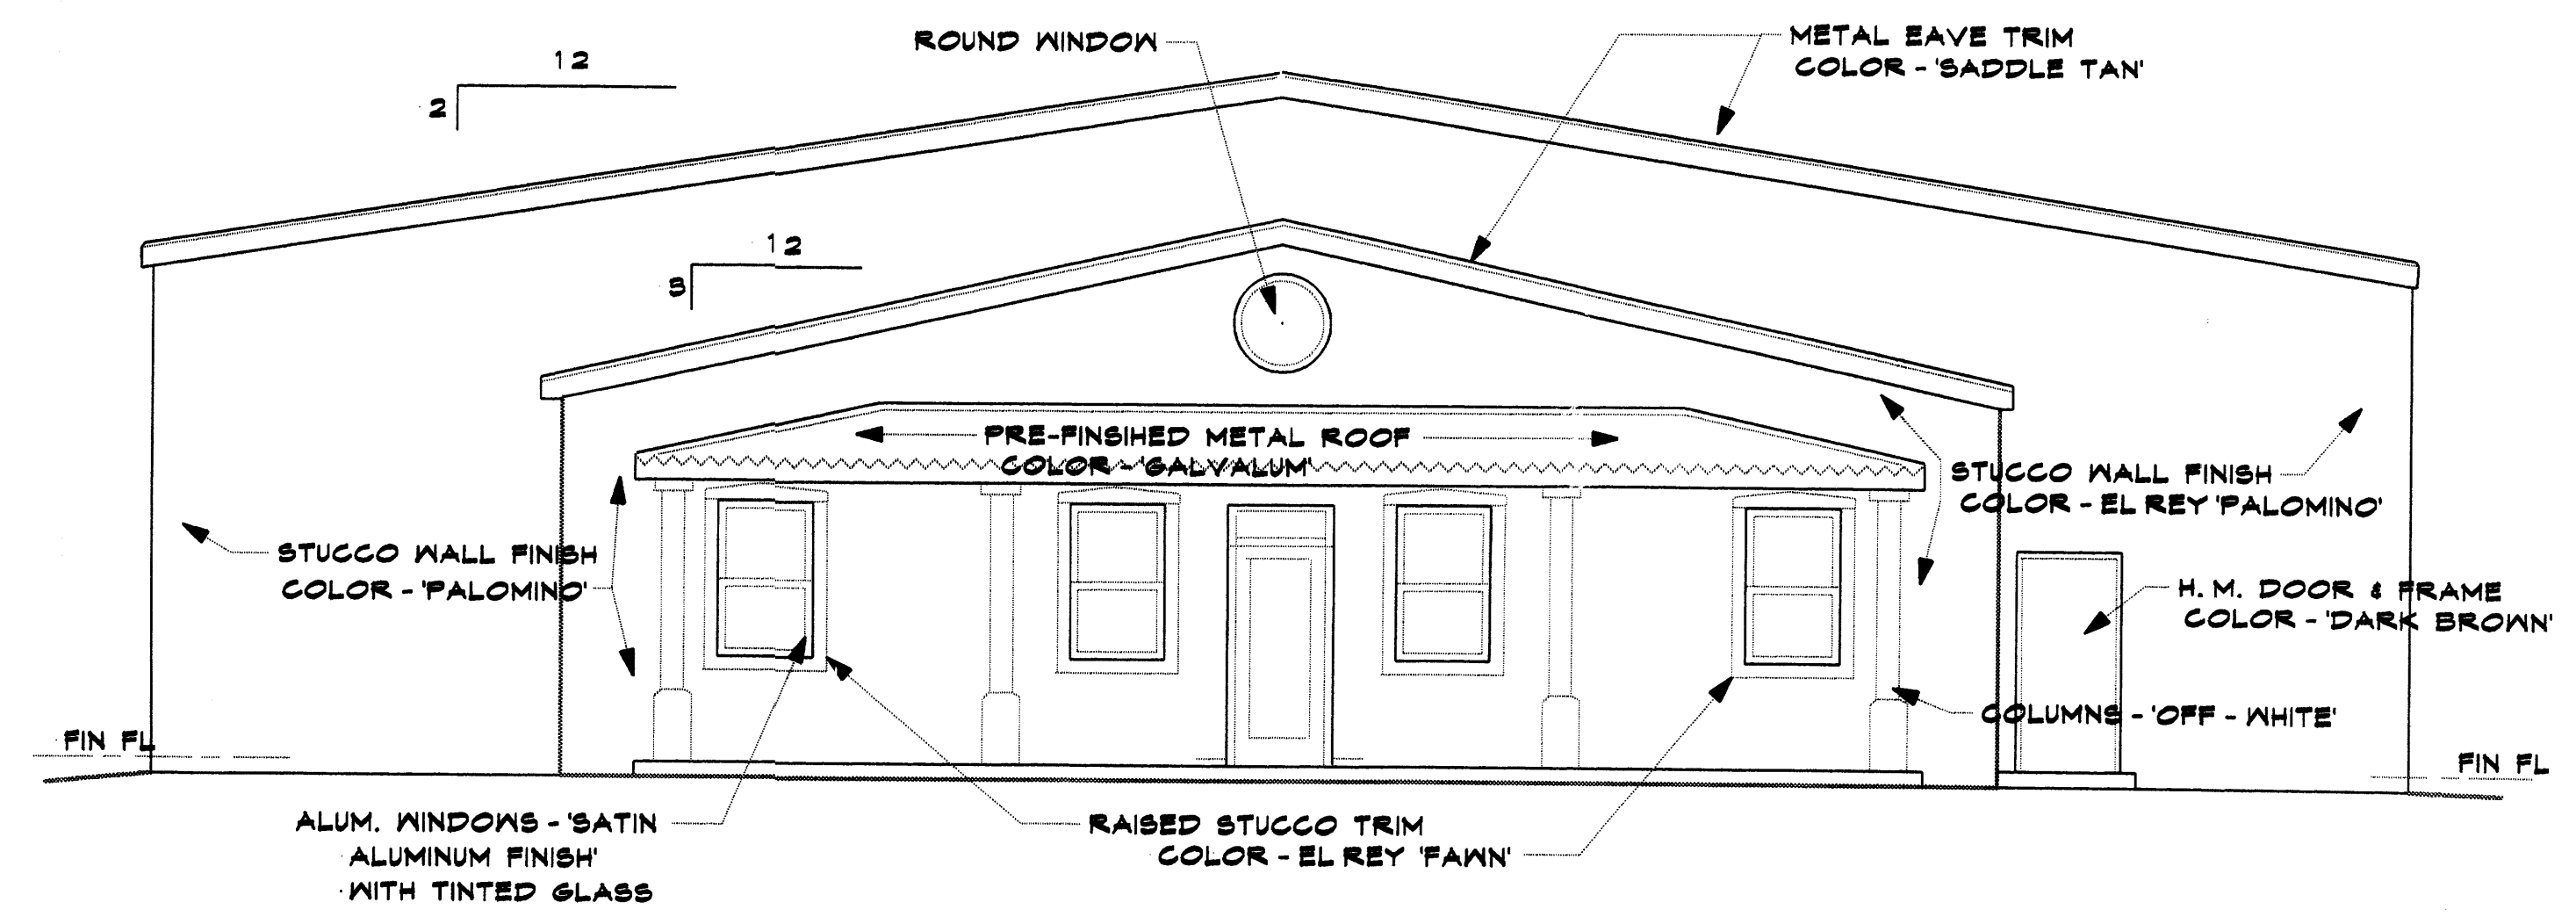 ROUND WINDOW
METAL EAVE TRIM
COLOR - 'SADDLE TAN'
12
2
12
3
PRE-FINSIHED METAL ROOF
COLOR - 'GALVALUM'
STUCCO WALL FINISH
COLOR - EL REY 'PALOMINO'
STUCCO WALL FINISH
COLOR - 'PALOMINO'
H. M. DOOR & FRAME
COLOR - 'DARK BROWN'
COLUMNS - 'OFF - WHITE'
FIN FL
FIN FL
ALUM. WINDOWS - 'SATIN
ALUMINUM FINISH'
WITH TINTED GLASS
RAISED STUCCO TRIM
COLOR - EL REY 'FAWN'